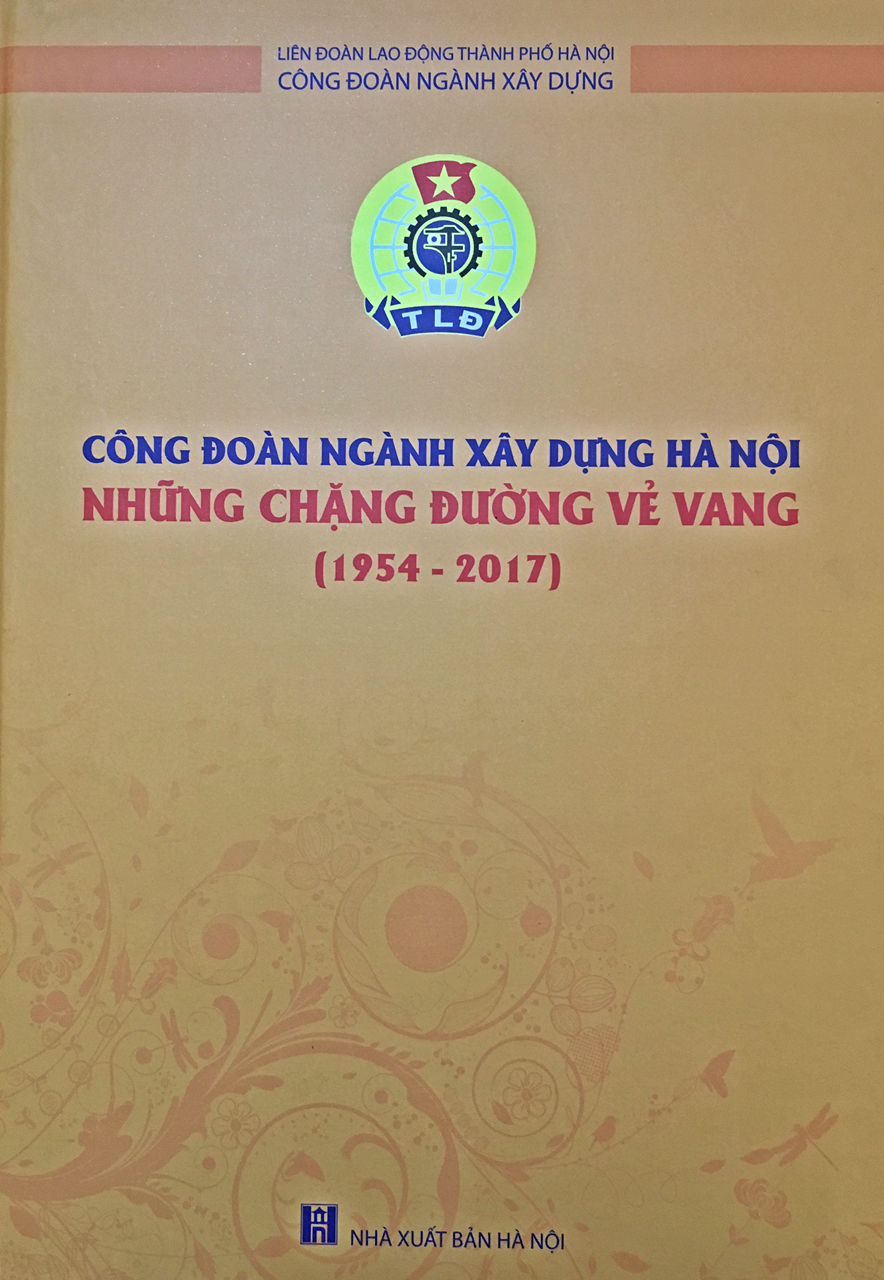 LIÊN ĐOÀN LAO ĐỘNG THÀNH PHỐ HÀ NỘI
CÔNG ĐOÀN NGÀNH XÂY DỰNG
TLĐ
CÔNG ĐOÀN NGÀNH XÂY DỰNG HÀ NỘI
NHỮNG CHẶNG ĐƯỜNG VẺ VANG
(1954 - 2017)
NHÀ XUẤT BẢN HÀ NỘI